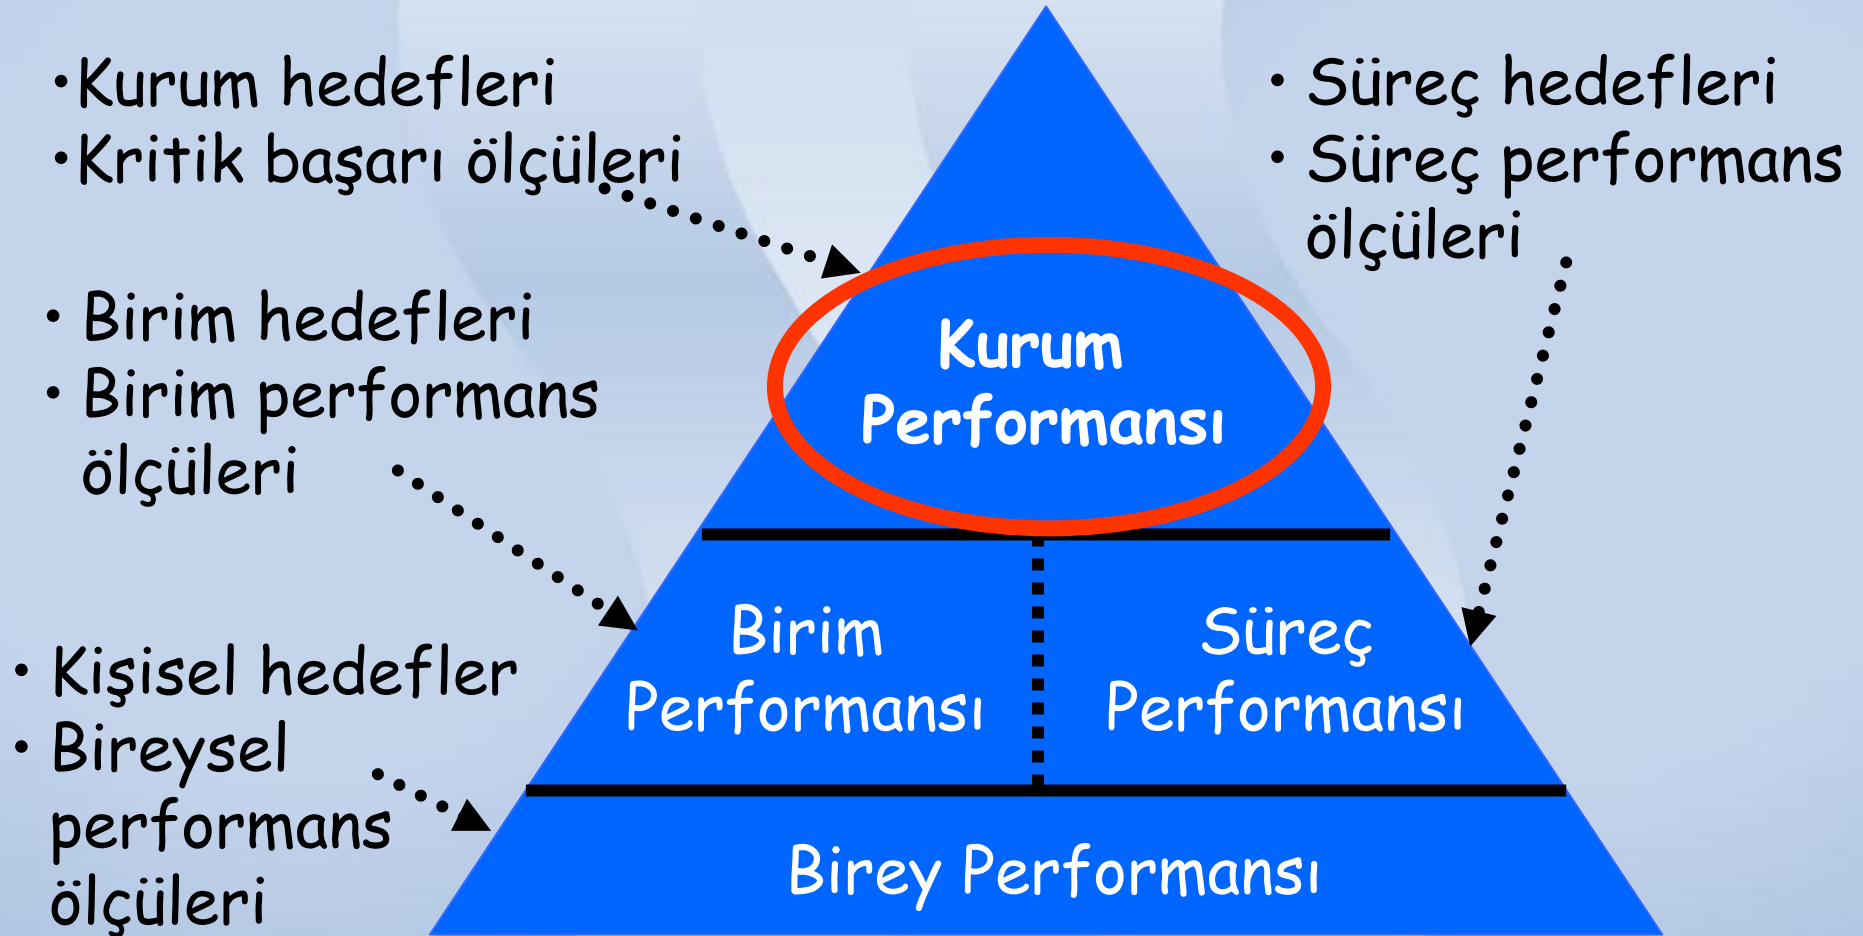 •Kurum hedefleri
•Kritik başarı ölçüleri
• Birim hedefleri
• Birim performans
ölçüleri
• Kişisel hedefler
• Bireysel
performans
ölçüleri
• Süreç hedefleri
• Süreç performans
ölçüleri
Kurum
Performansı
Birim
Performansı
Süreç
Performansı
Birey Performansı